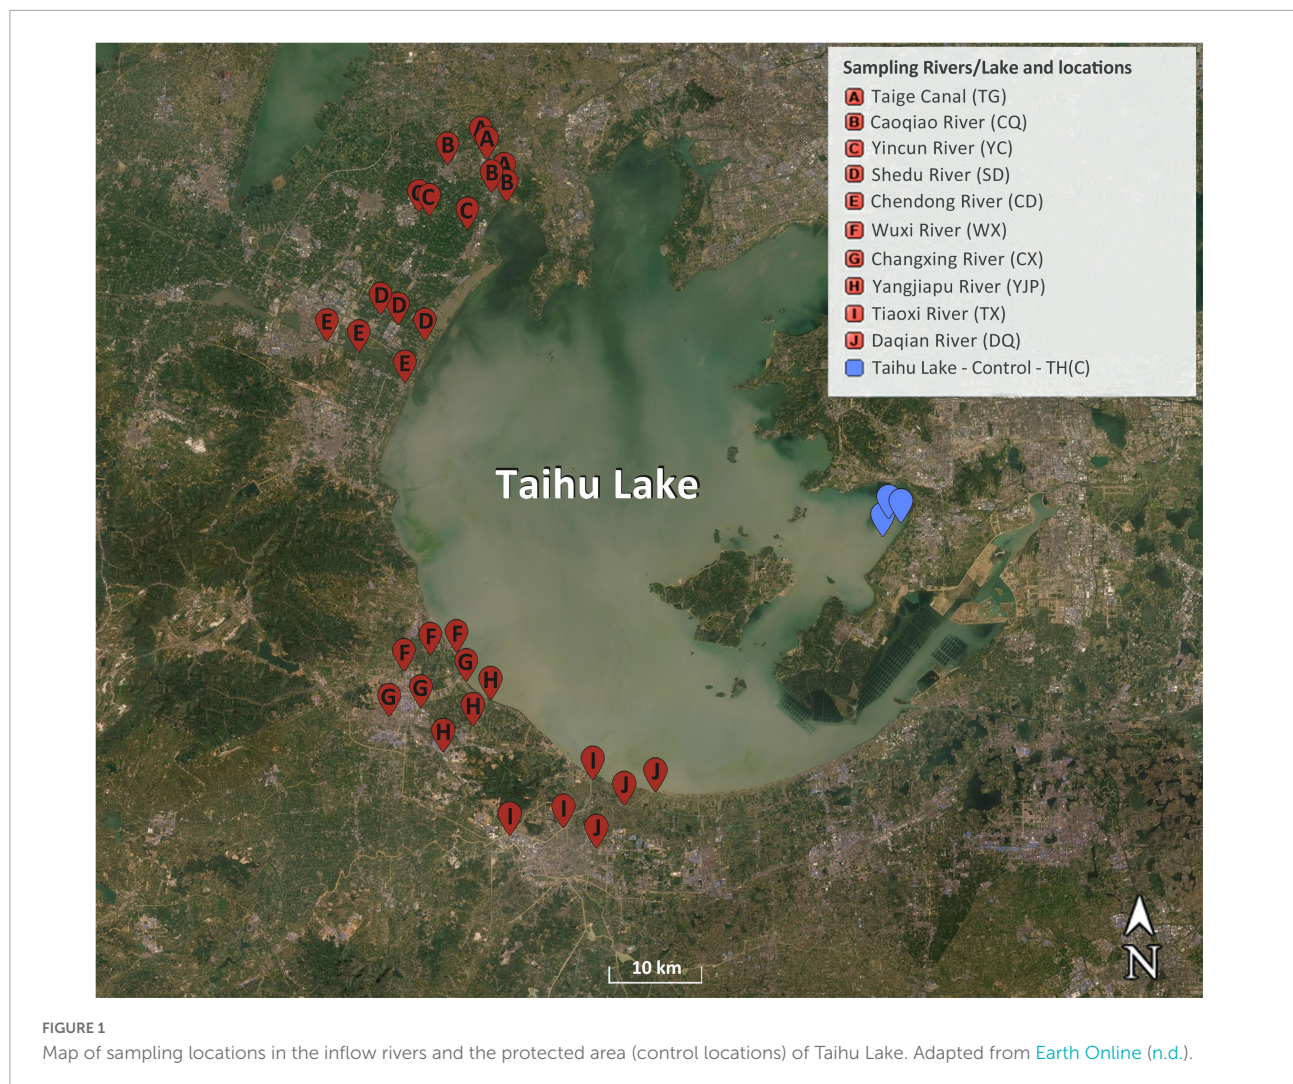 Sampling Rivers/Lake and locations
A Taige Canal (TG)
B Caoqiao River (CQ)
C Yincun River (YC)
D Shedu River (SD)
E Chendong River (CD)
F Wuxi River (WX)
G Changxing River (CX)
H Yangjiapu River (YJP)
I Tiaoxi River (TX)
J Daqian River (DQ)
Taihu Lake - Control - TH(C)
A
A
B
A
B
B
C
C
C
D
D
D
E
E
E
Taihu Lake
F
F
F
G
G
G
H
H
H
I
J
J
I
I
J
10 km
N
FIGURE 1
Map of sampling locations in the inflow rivers and the protected area (control locations) of Taihu Lake. Adapted from Earth Online (n.d.).